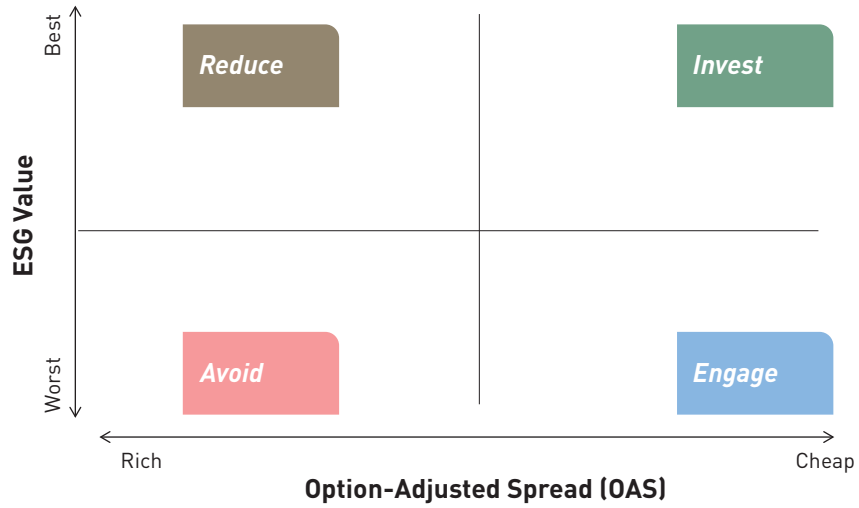 Best
Reduce
Invest
ESG Value
Worst
Avoid
Engage
Rich
Cheap
Option-Adjusted Spread (OAS)